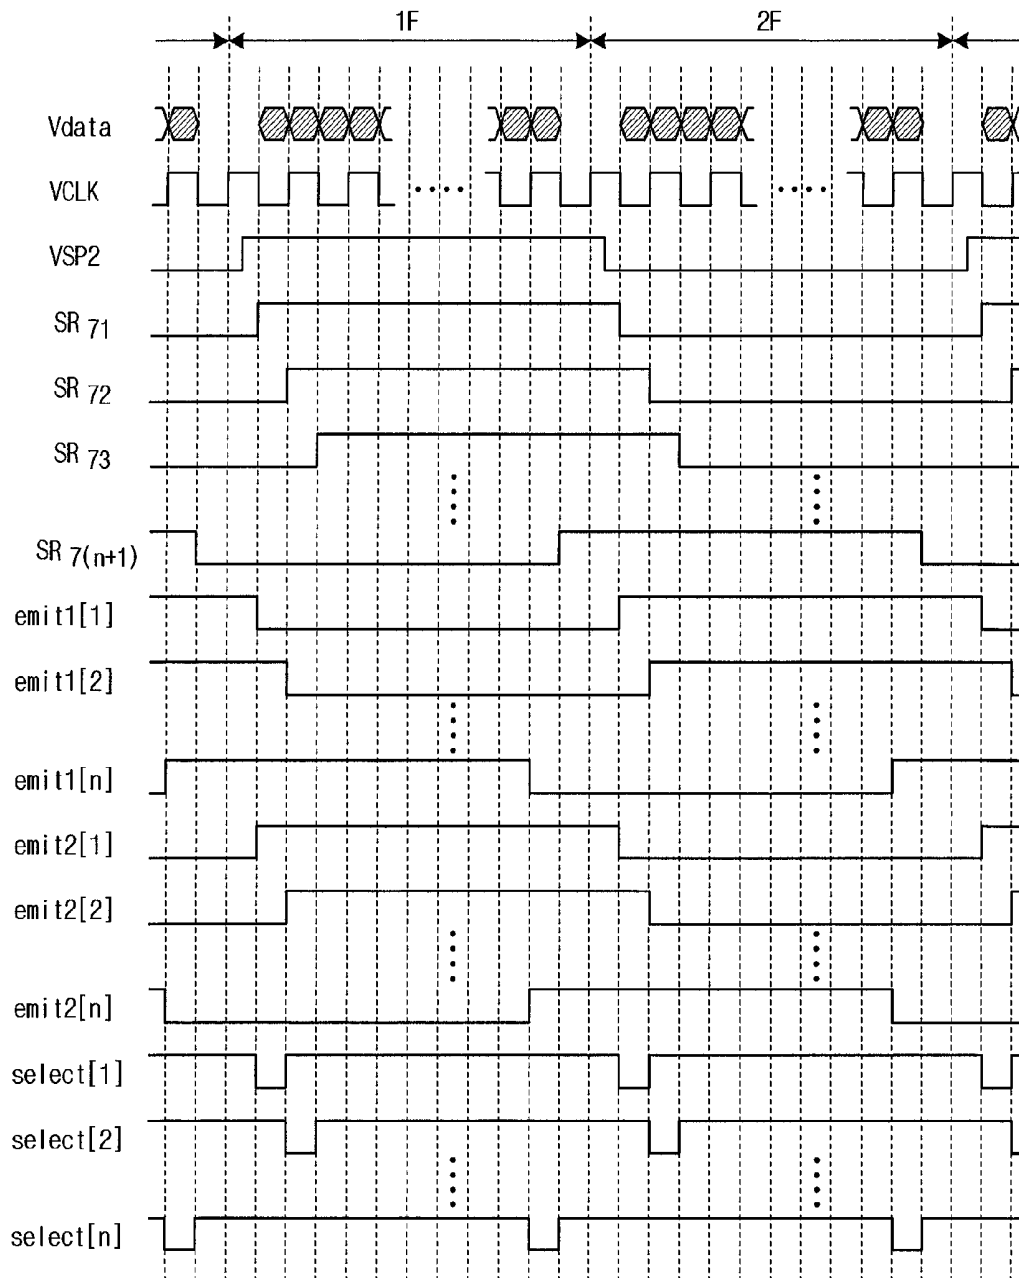 1F 2F
Vdata
VCLK
VSP2
SR 71
SR 72
SR 73
SR 7(n+1)
emit1[1]
emit1[2]
emit1[n]
emit2[1]
emit2[2]
emit2[n]
select[1]
select[2]
select[n]